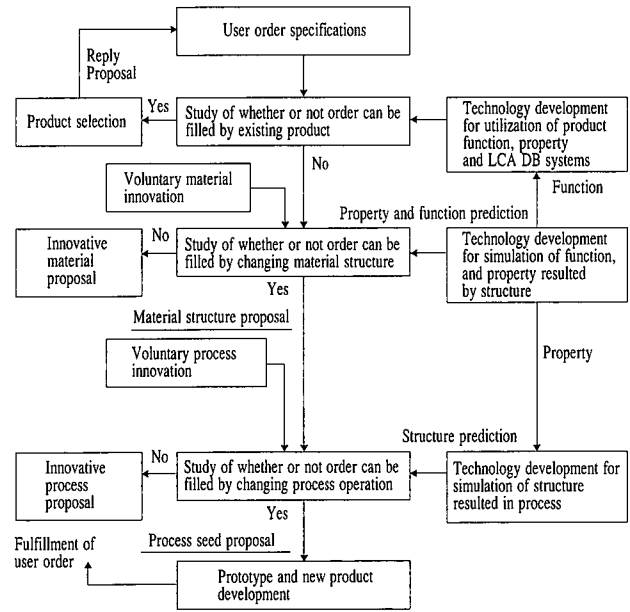 User order specifications
Reply
Proposal
Product selection
Yes
Study of whether or not order can be
filled by existing product
Technology development
for utilization of product
function, property
and LCA DB systems
No
Function
Voluntary material
innovation
Property and function prediction
Innovative
material
proposal
No
Study of whether or not order can be
filled by changing material structure
Technology development
for simulation of function,
and property resulted
by structure
Yes
Material structure proposal
Property
Voluntary process
innovation
Structure prediction
Innovative
process
proposal
No
Study of whether or not order can be
filled by changing process operation
Technology development for
simulation of structure
resulted in process
Yes
Process seed proposal
Fulfillment of
user order
Prototype and new product
development